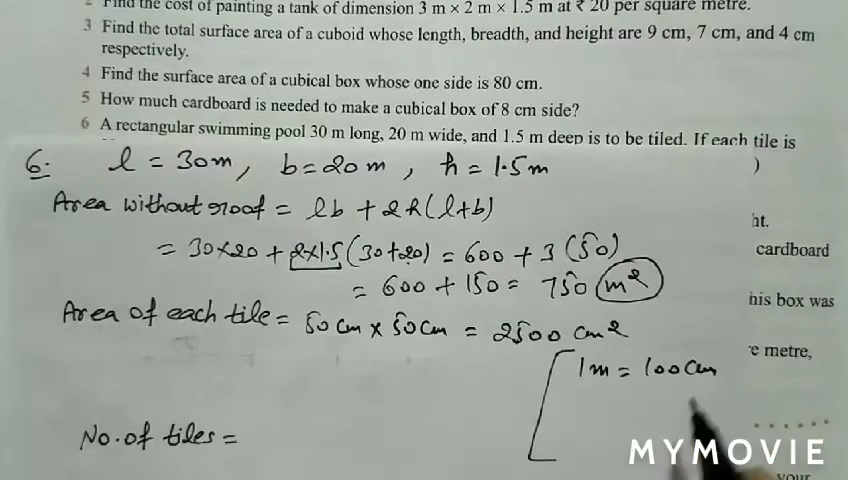 2 Find the cost of painting a tank of dimension 3 m × 2 m × 1.5 m at ₹ 20 per square metre.
3 Find the total surface area of a cuboid whose length, breadth, and height are 9 cm, 7 cm, and 4 cm
respectively.
4 Find the surface area of a cubical box whose one side is 80 cm.
5 How much cardboard is needed to make a cubical box of 8 cm side?
6 A rectangular swimming pool 30 m long, 20 m wide, and 1.5 m deep is to be tiled. If each tile is
6. l = 30m, b = 20m, h = 1.5m
)
Area without roof = lb + 2h(l+b)
ht.
= 30×20 + 2×1.5(30+20) = 600 + 3(50)
cardboard
= 600 + 150 = 750 m²
his box was
Area of each tile = 50cm × 50cm = 2500 cm²
e metre,
1m = 100cm
No. of tiles =
MYMOVIE
your